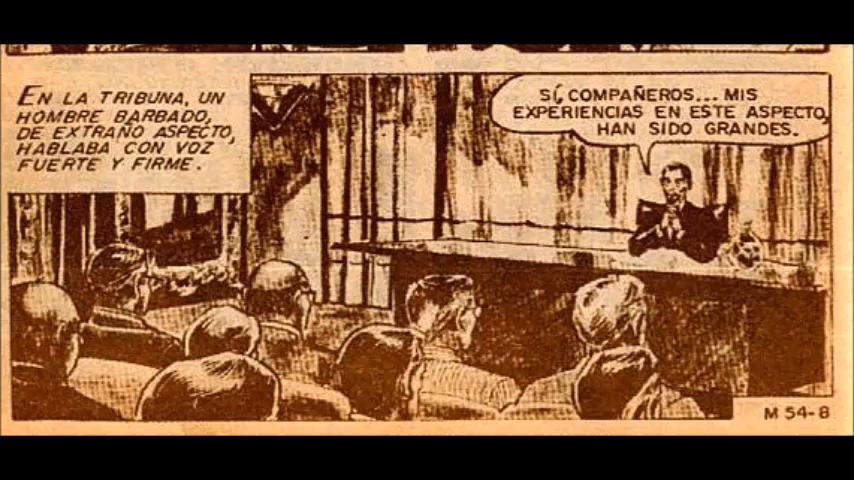 EN LA TRIBUNA, UN
HOMBRE BARBADO,
DE EXTRAÑO ASPECTO,
HABLABA CON VOZ
FUERTE Y FIRME.
SÍ, COMPAÑEROS... MIS
EXPERIENCIAS EN ESTE ASPECTO,
HAN SIDO GRANDES.
M 54-8